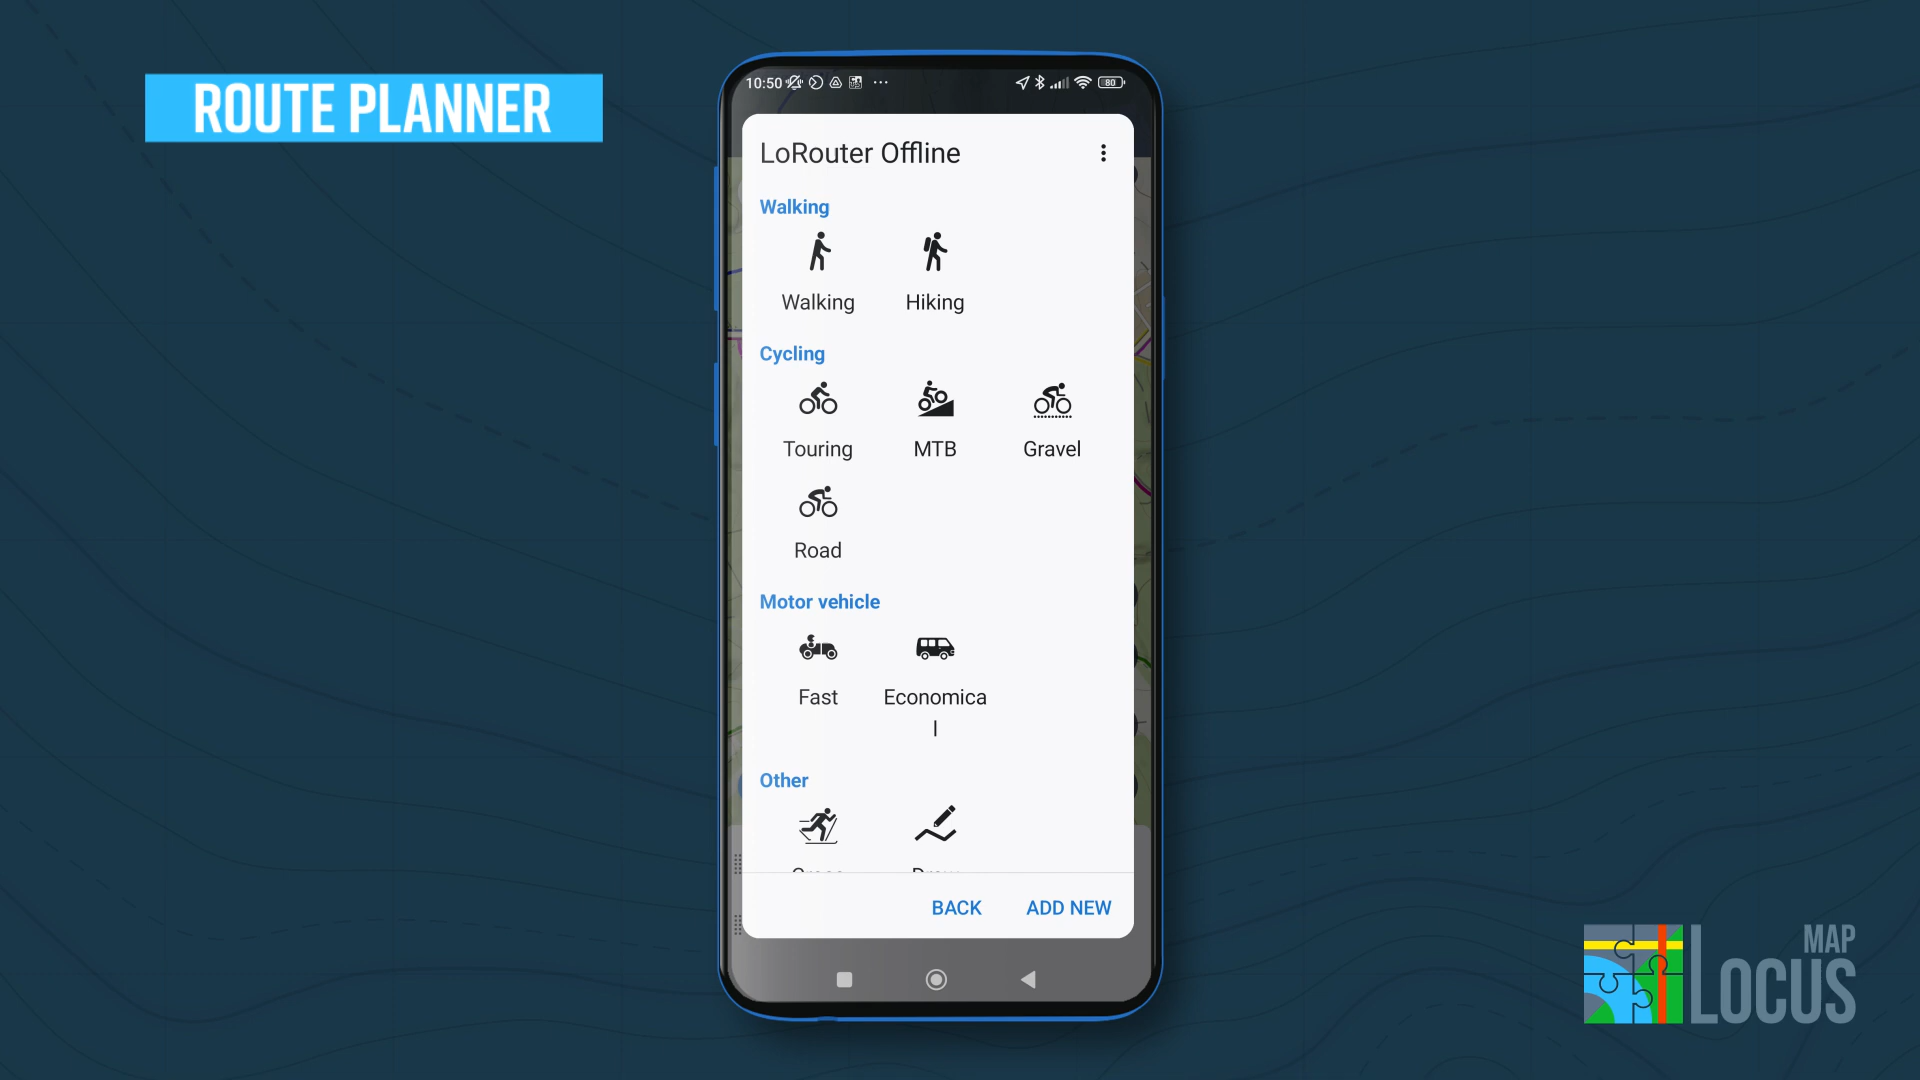 ROUTE PLANNER
10:50
80
LoRouter Offline
Walking
Walking Hiking
Cycling
Touring MTB Gravel
Road
Motor vehicle
Fast Economica
l
Other
BACK ADD NEW
MAP
LOCUS